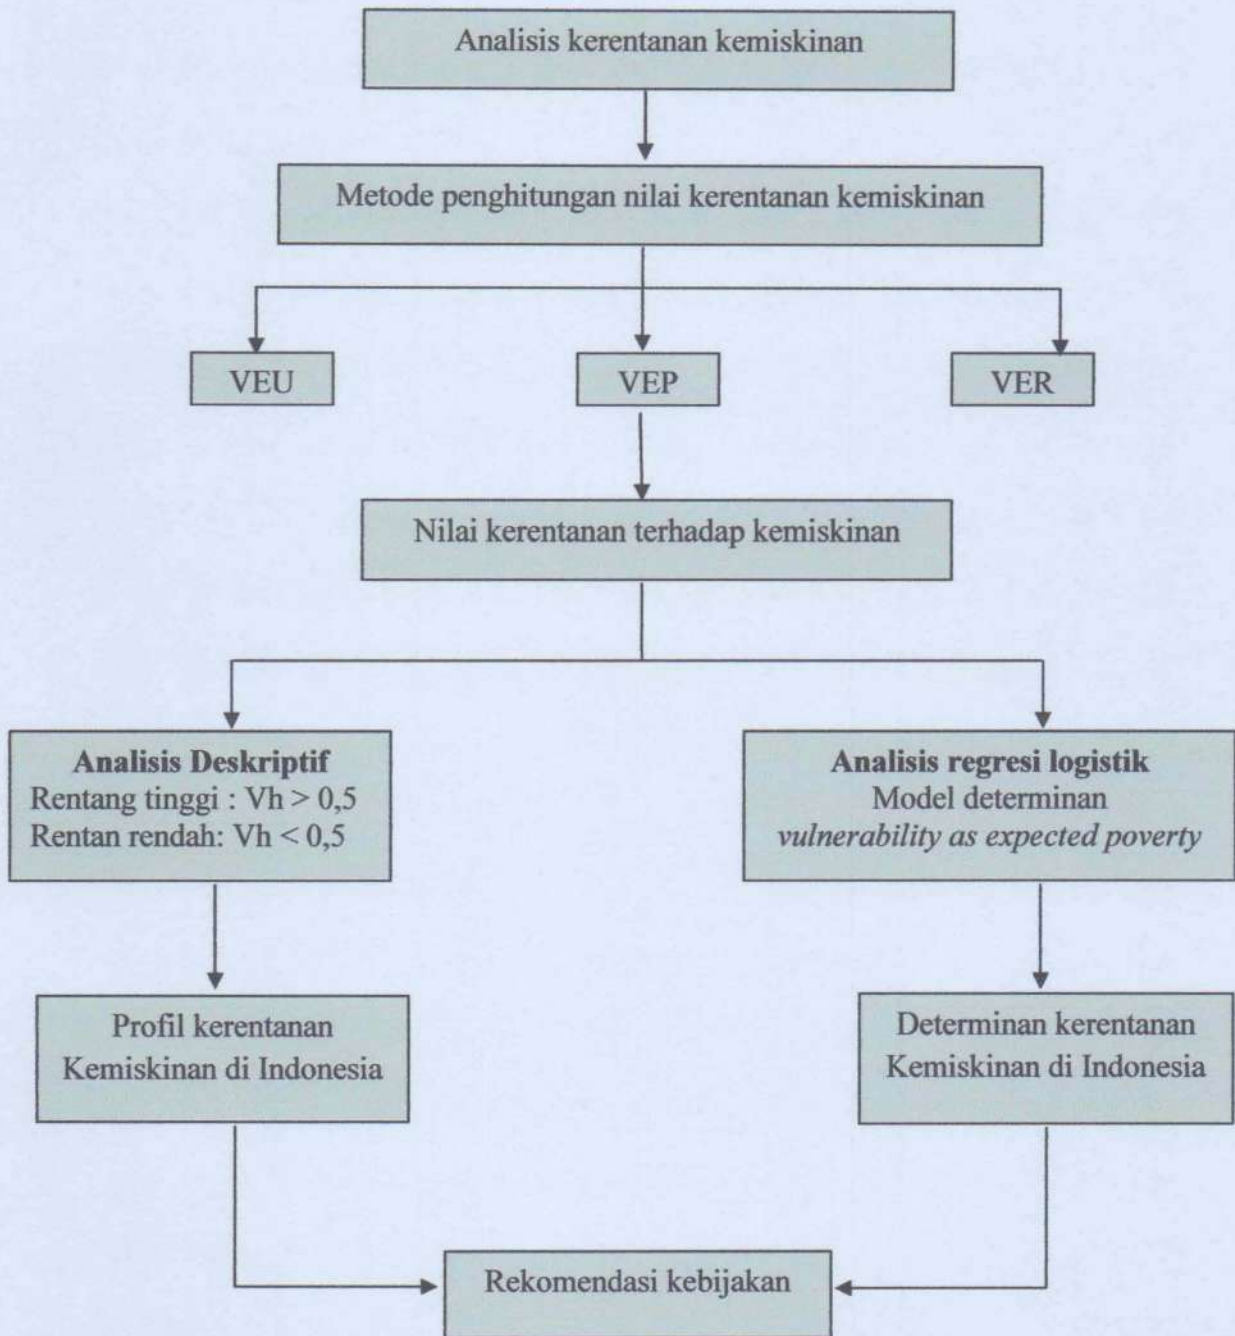 Analisis kerentanan kemiskinan
Metode penghitungan nilai kerentanan kemiskinan
VEU
VEP
VER
Nilai kerentanan terhadap kemiskinan
Analisis Deskriptif
Rentang tinggi : Vh > 0,5
Rentan rendah: Vh < 0,5
Analisis regresi logistik
Model determinan
vulnerability as expected poverty
Profil kerentanan
Kemiskinan di Indonesia
Determinan kerentanan
Kemiskinan di Indonesia
Rekomendasi kebijakan